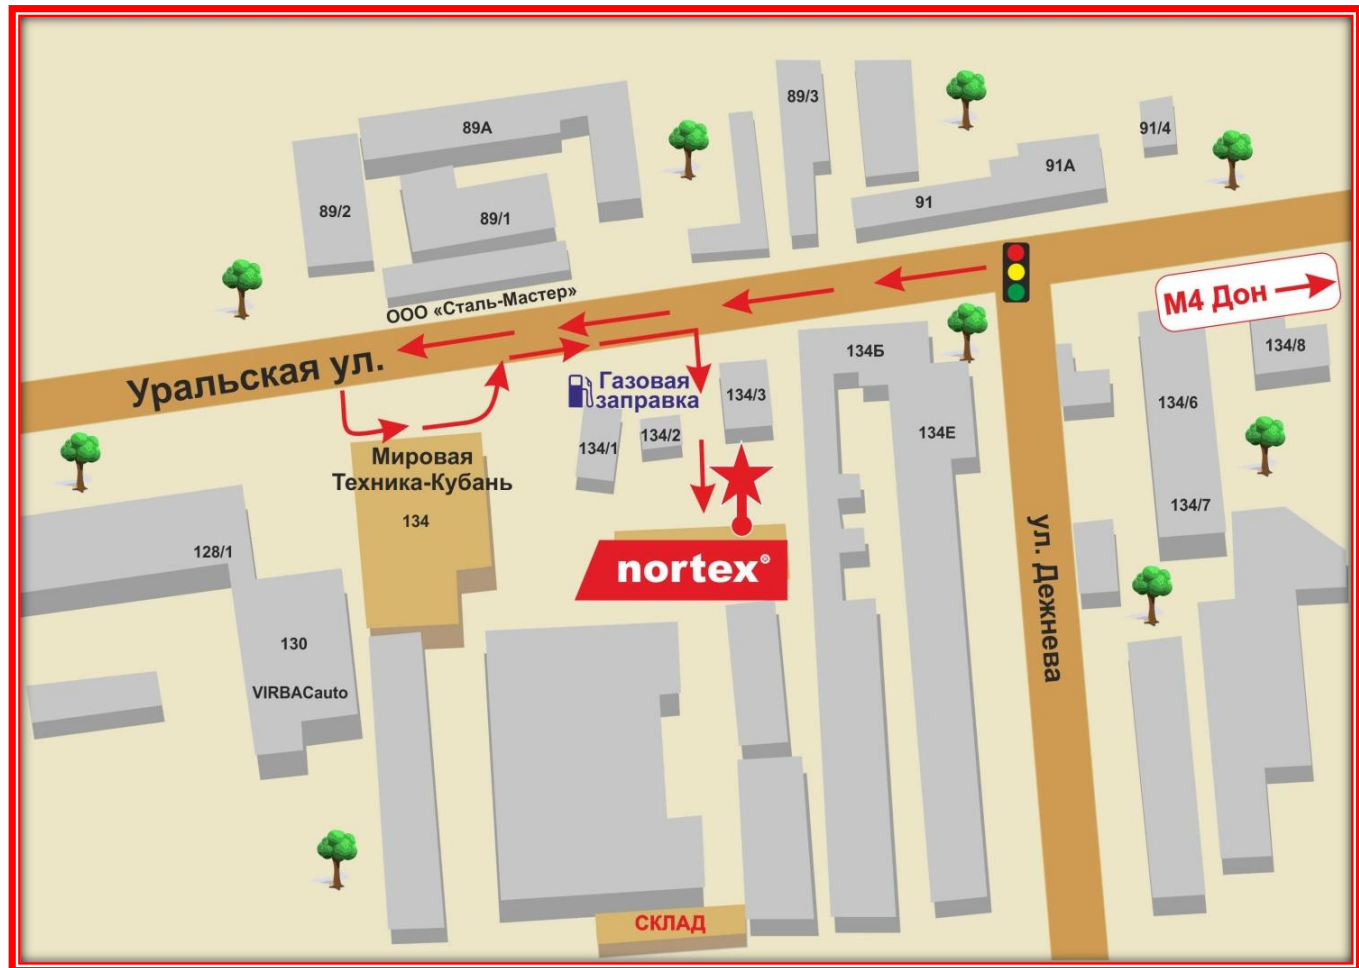 89/3
89А
91/4
91А
91
89/2
89/1
ООО «Сталь-Мастер»
М4 Дон
Уральская ул.
134Б
134/8
Газовая
заправка
134/3
134/6
134/1
134/2
134Е
Мировая
Техника-Кубань
134
134/7
128/1
nortex®
ул. Дежнева
130
VIRBACauto
СКЛАД